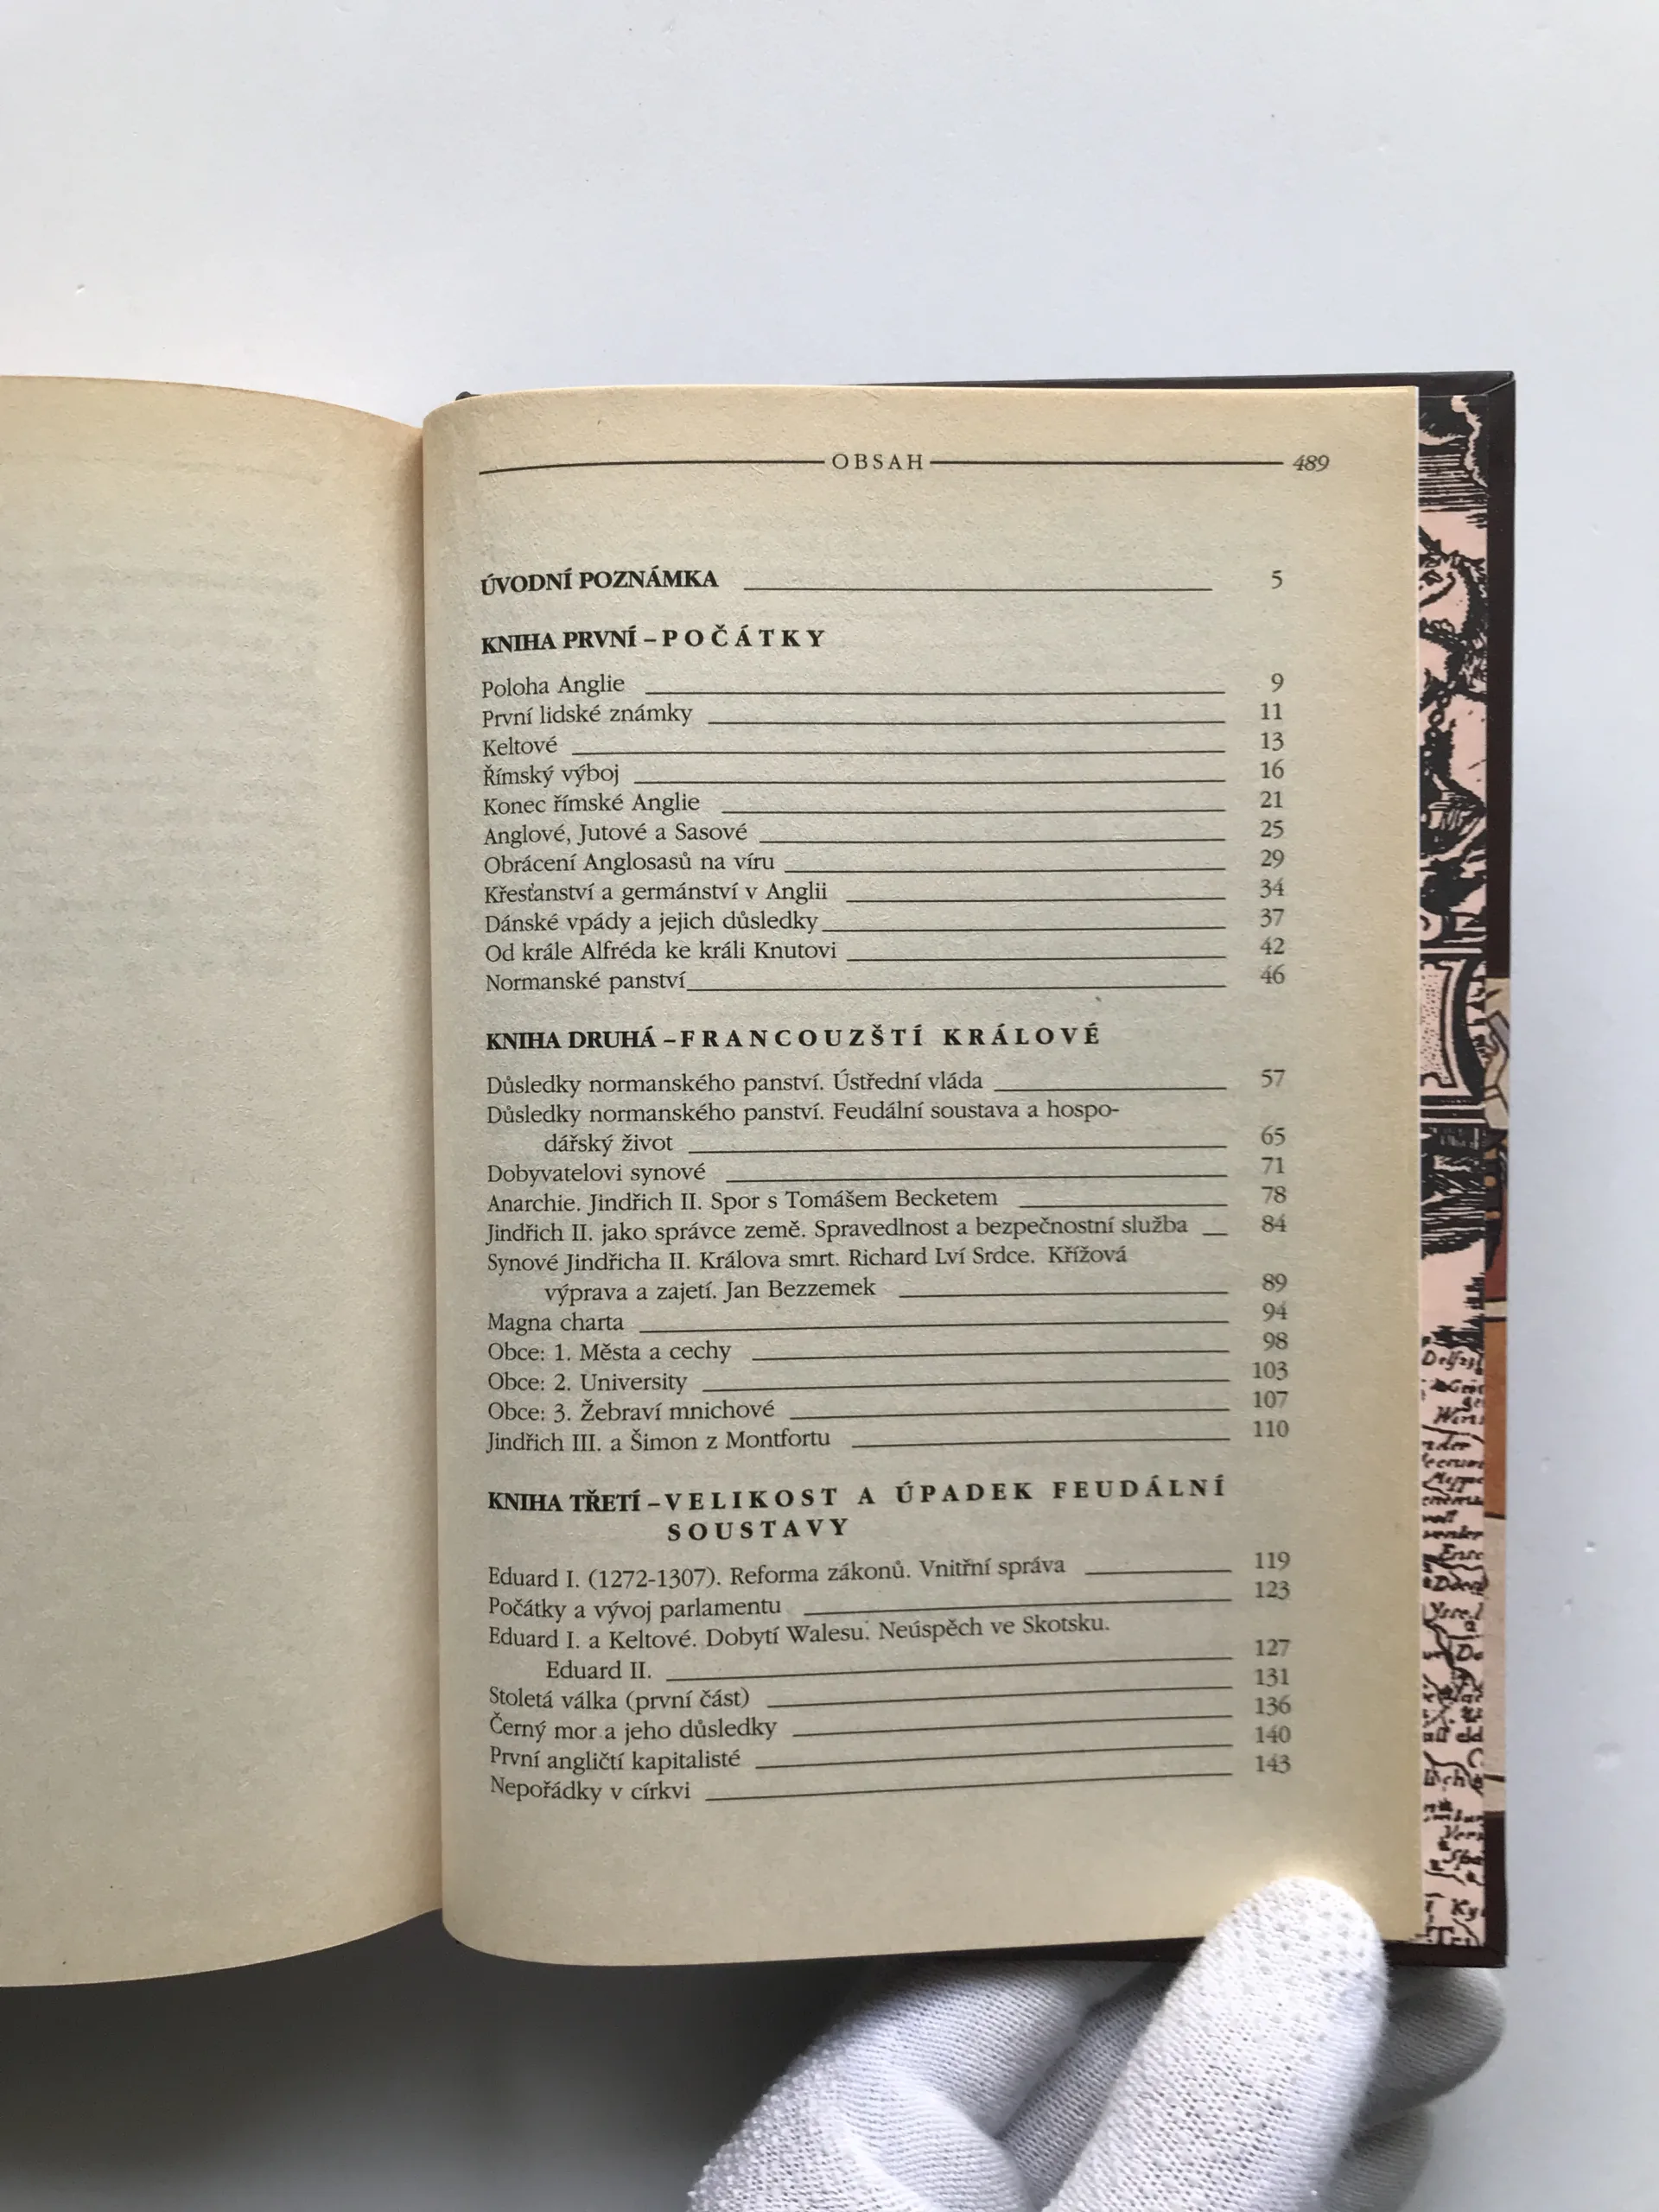 OBSAH 489
ÚVODNÍ POZNÁMKA 5
KNIHA PRVNÍ – POČÁTKY
Poloha Anglie 9
První lidské známky 11
Keltové 13
Římský výboj 16
Konec římské Anglie 21
Anglové, Jutové a Sasové 25
Obrácení Anglosasů na víru 29
Křesťanství a germánství v Anglii 34
Dánské vpády a jejich důsledky 37
Od krále Alfréda ke králi Knutovi 42
Normanské panství 46
KNIHA DRUHÁ – FRANCOUZŠTÍ KRÁLOVÉ
Důsledky normanského panství. Ústřední vláda 57
Důsledky normanského panství. Feudální soustava a hospo-
dářský život 65
Dobyvatelovi synové 71
Anarchie. Jindřich II. Spor s Tomášem Becketem 78
Jindřich II. jako správce země. Spravedlnost a bezpečnostní služba 84
Synové Jindřicha II. Králova smrt. Richard Lví Srdce. Křížová
výprava a zajetí. Jan Bezzemek 89
Magna charta 94
Obce: 1. Města a cechy 98
Obce: 2. University 103
Obce: 3. Žebraví mnichové 107
Jindřich III. a Šimon z Montfortu 110
KNIHA TŘETÍ – VELIKOST A ÚPADEK FEUDÁLNÍ
SOUSTAVY
Eduard I. (1272-1307). Reforma zákonů. Vnitřní správa 119
Počátky a vývoj parlamentu 123
Eduard I. a Keltové. Dobytí Walesu. Neúspěch ve Skotsku.
Eduard II. 127
Stoletá válka (první část) 131
Černý mor a jeho důsledky 136
První angličtí kapitalisté 140
Nepořádky v církvi 143